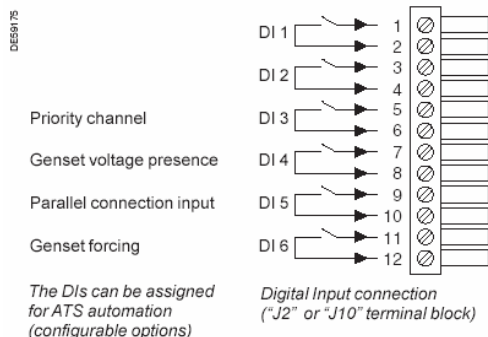 DE59175
DI 1
1
2
DI 2
3
4
Priority channel
DI 3
5
6
Genset voltage presence
DI 4
7
8
Parallel connection input
DI 5
9
10
Genset forcing
DI 6
11
12
The DIs can be assigned
for ATS automation
(configurable options)
Digital Input connection
("J2" or "J10" terminal block)